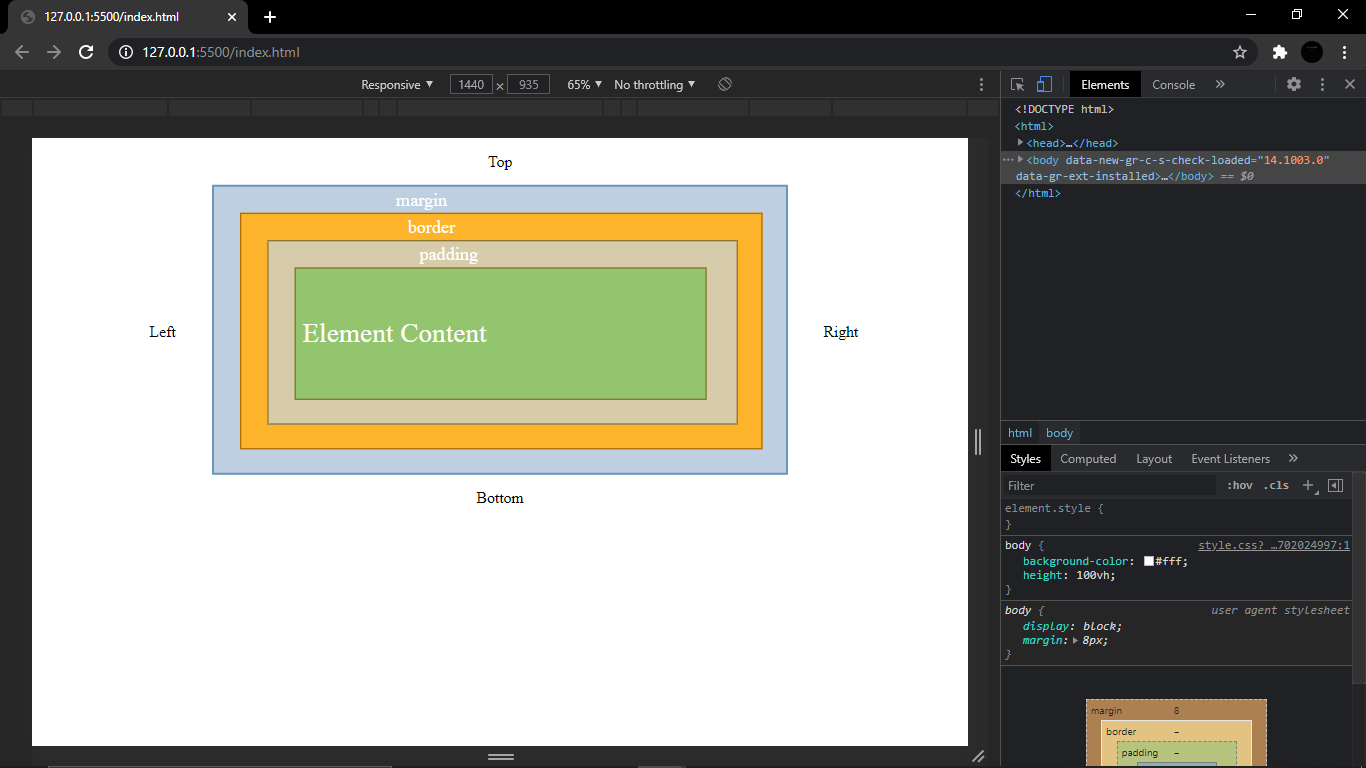 127.0.0.1:5500/index.html
127.0.0.1:5500/index.html
Responsive 1440 × 935 65% No throttling
Elements Console
<!DOCTYPE html>
<html>
<head>…</head>
<body data-new-gr-c-s-check-loaded="14.1003.0"
data-gr-ext-installed>…</body> == $0
</html>
Top
margin
border
padding
Left
Element Content
Right
Bottom
html body
Styles Computed Layout Event Listeners
Filter :hov .cls
element.style {
}
body { style.css? …702024997:1
background-color: #fff;
height: 100vh;
}
body { user agent stylesheet
display: block;
margin: 8px;
}
margin 8
border –
padding –